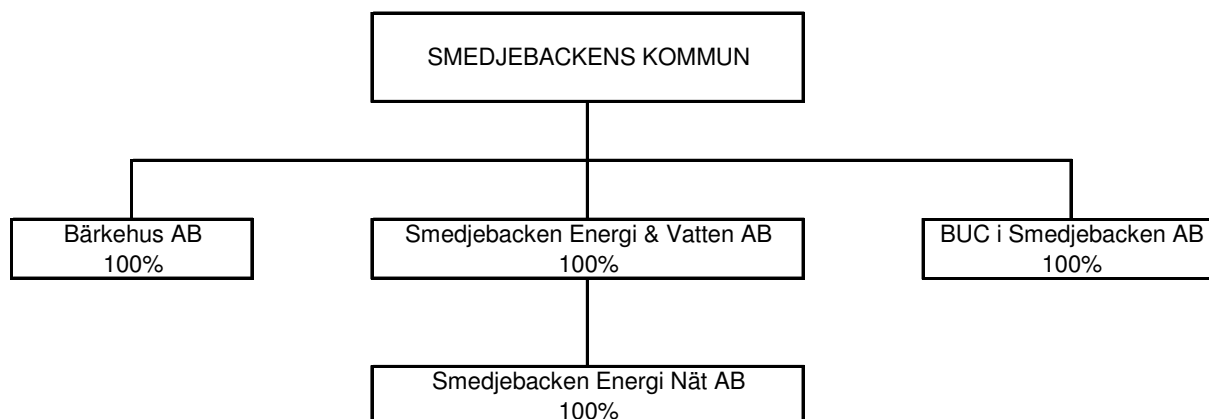 SMEDJEBACKENS KOMMUN
Bärkehus AB
100%
Smedjebacken Energi & Vatten AB
100%
BUC i Smedjebacken AB
100%
Smedjebacken Energi Nät AB
100%